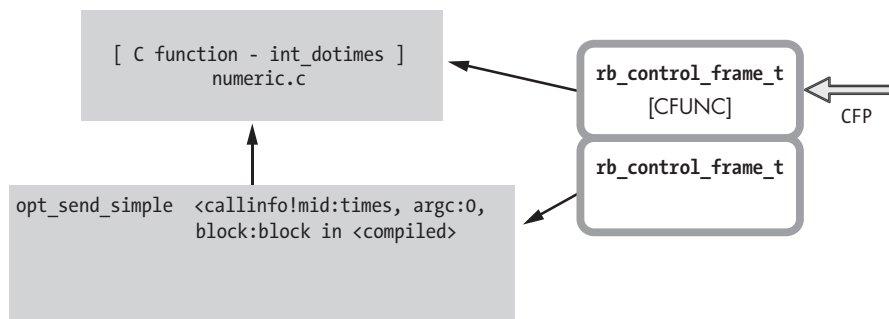 [ C function - int_dotimes ]
numeric.c
rb_control_frame_t
[CFUNC]
CFP
rb_control_frame_t
opt_send_simple <callinfo!mid:times, argc:0,
block:block in <compiled>